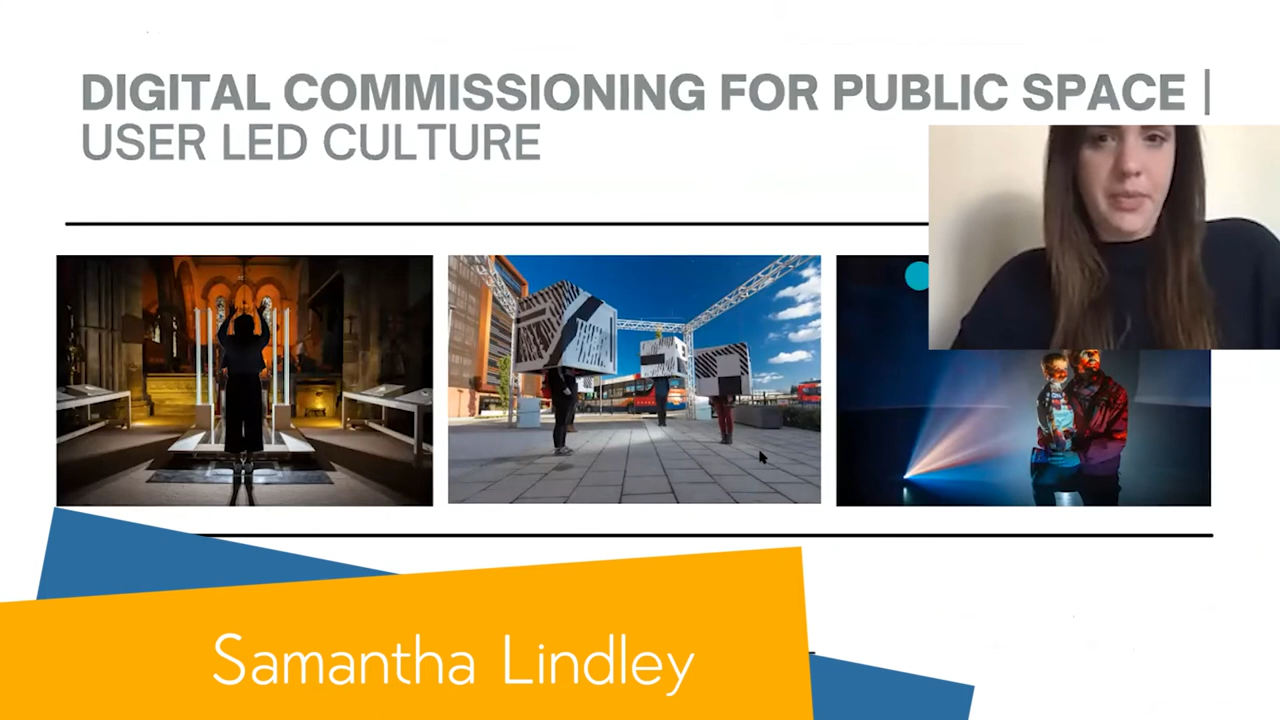 DIGITAL COMMISSIONING FOR PUBLIC SPACE |
USER LED CULTURE
Samantha Lindley